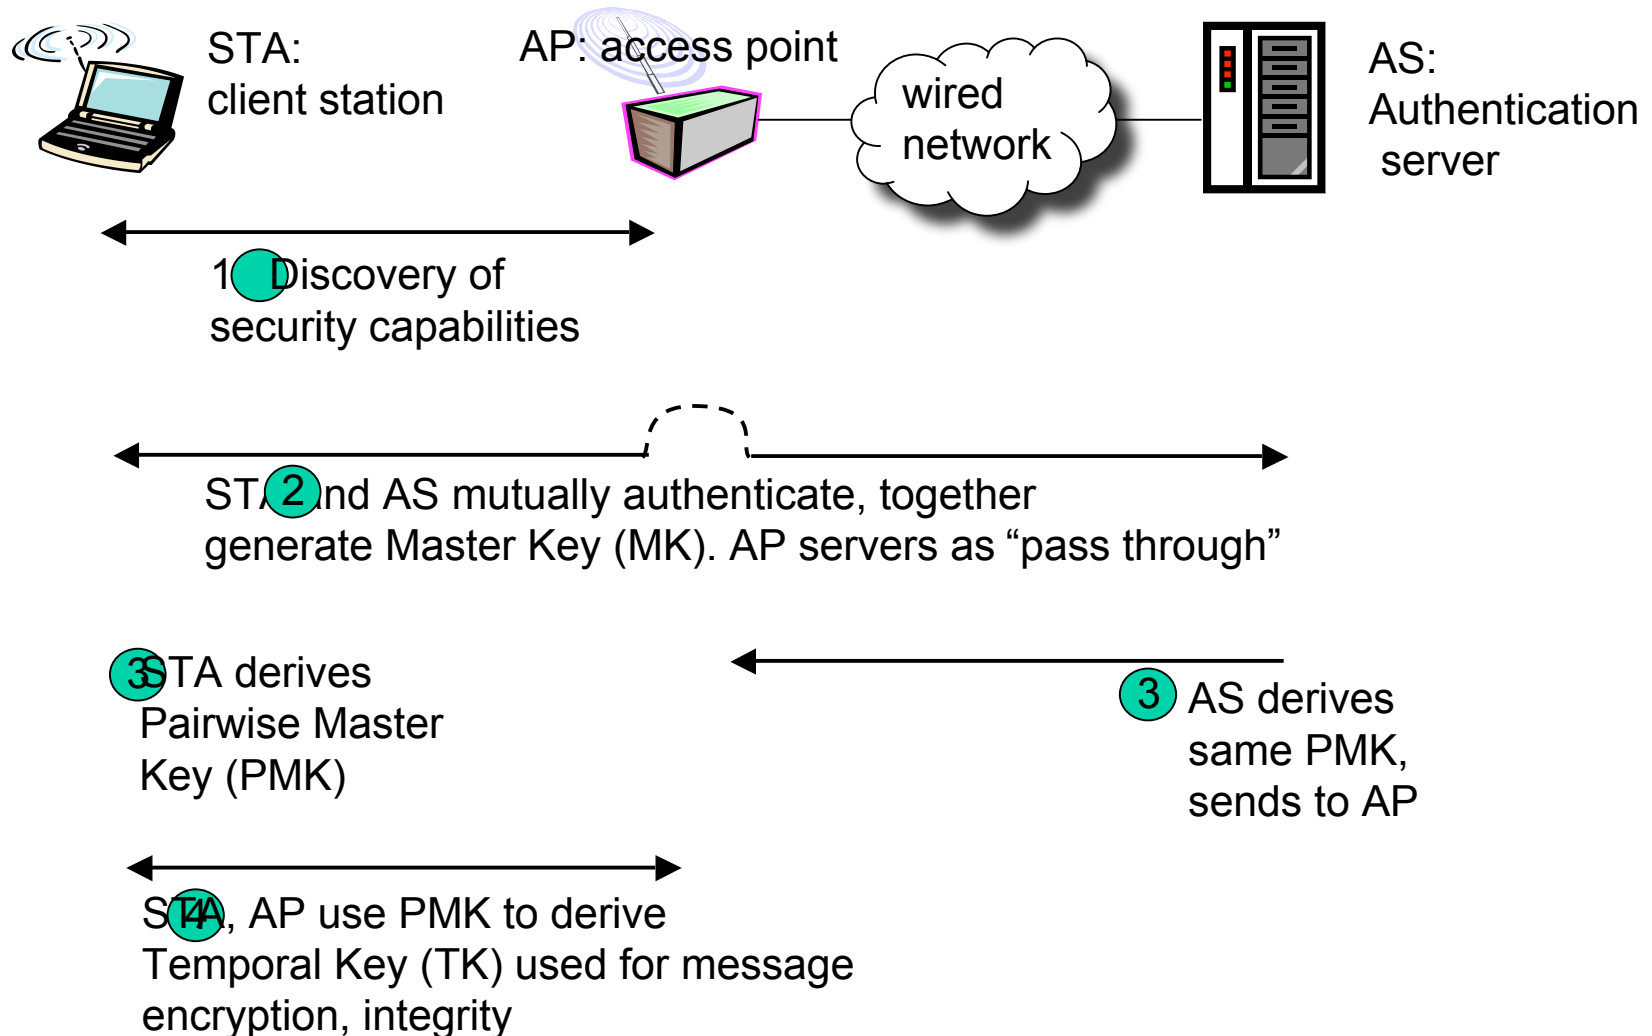 STA:
client station
AP: access point
wired
network
AS:
Authentication
server
1 Discovery of
security capabilities
2
STA and AS mutually authenticate, together
generate Master Key (MK). AP servers as “pass through”
3
STA derives
Pairwise Master
Key (PMK)
3
AS derives
same PMK,
sends to AP
4
STA, AP use PMK to derive
Temporal Key (TK) used for message
encryption, integrity